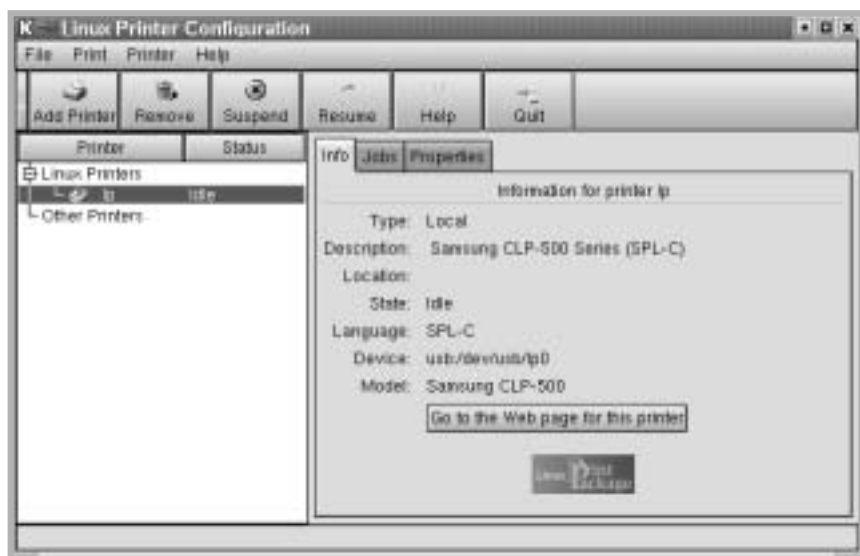 Linux Printer Configuration
File Print Printer Help
Add Printer Remove Suspend Resume Help Quit
Printer Status
Linux Printers
lp Idle
Other Printers
Info Jobs Properties
Information for printer lp
Type: Local
Description: Samsung CLP-500 Series (SPL-C)
Location:
State: Idle
Language: SPL-C
Device: usb:/dev/usb/lp0
Model: Samsung CLP-500
Go to the Web page for this printer
Linux Print
Package